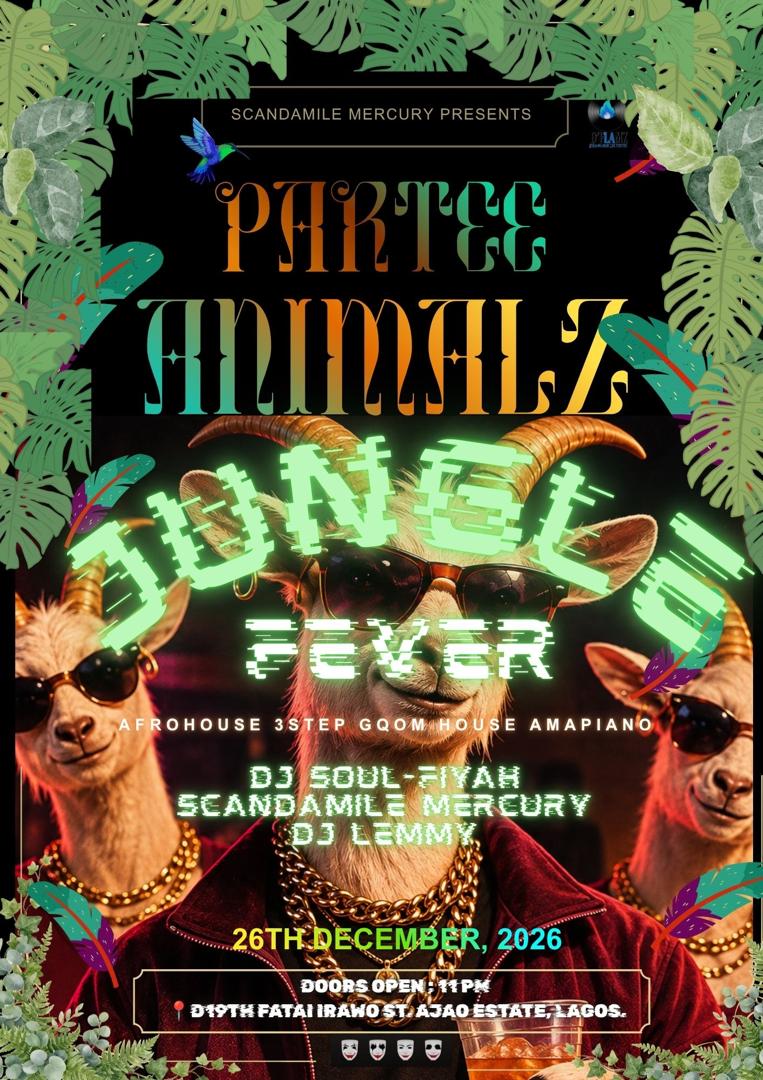 SCANDAMILE MERCURY PRESENTS
PARTEE
ANIMALZ
JUNGLE
FEVER
AFROHOUSE 3STEP GQOM HOUSE AMAPIANO
DJ SOUL-FIYAH
SCANDAMILE MERCURY
DJ LEMMY
26TH DECEMBER, 2026
DOORS OPEN : 11 PM
📍 D19TH FATAI IRAWO ST. AJAO ESTATE, LAGOS.